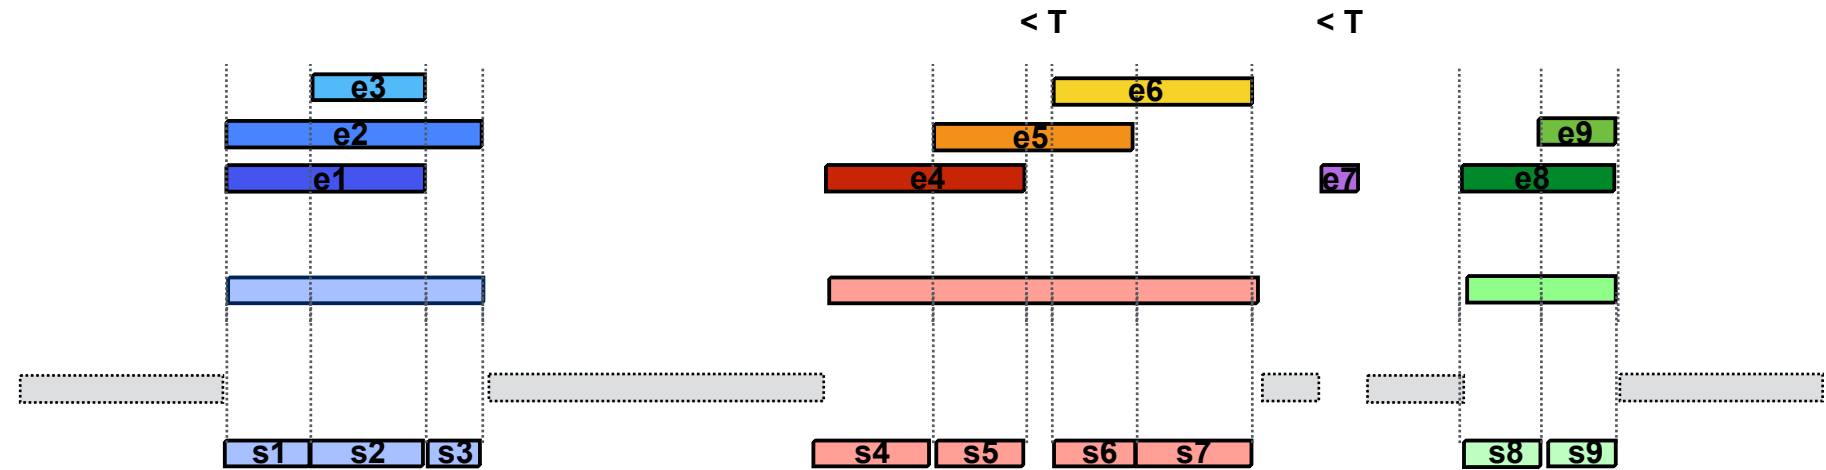 < T < T
e3 e6
e2 e5 e9
e1 e4 e7 e8
s1 s2 s3 s4 s5 s6 s7 s8 s9